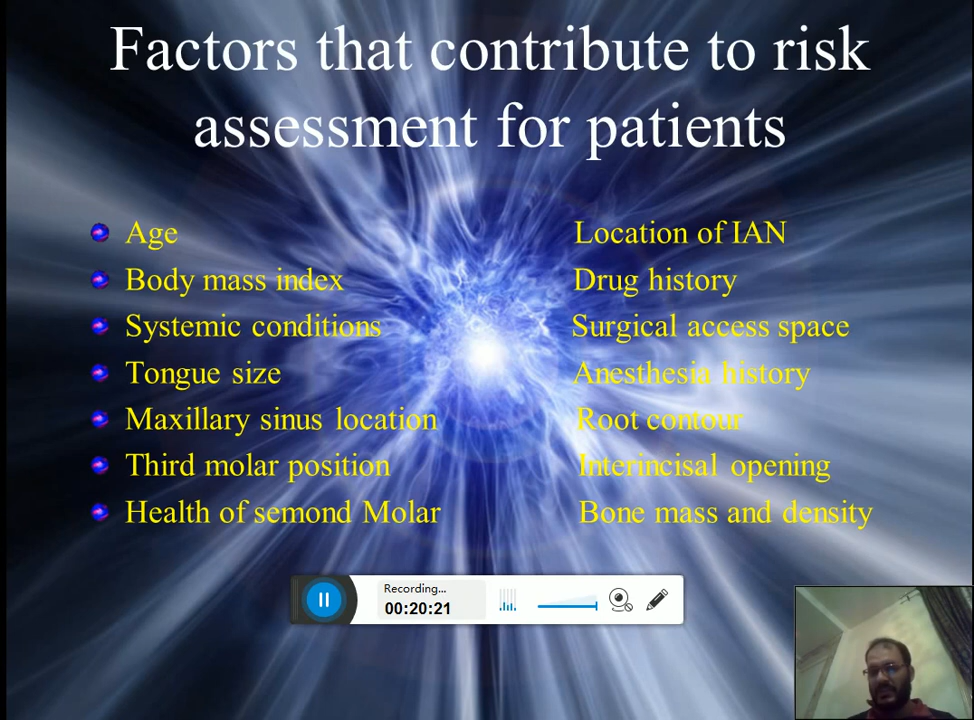 Factors that contribute to risk
assessment for patients
Age
Location of IAN
Body mass index
Drug history
Systemic conditions
Surgical access space
Tongue size
Anesthesia history
Maxillary sinus location
Root contour
Third molar position
Interincisal opening
Health of semond Molar
Bone mass and density
Recording...
00:20:21